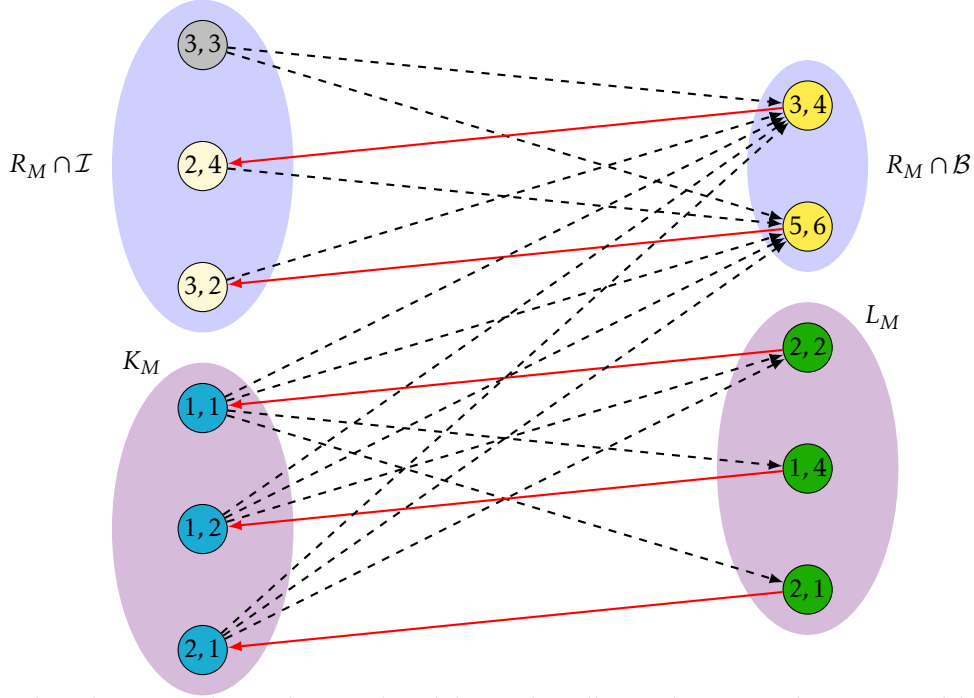 3, 3
3, 4
R_M ∩ ℐ
2, 4
R_M ∩ ℬ
5, 6
3, 2
L_M
2, 2
K_M
1, 1
1, 4
1, 2
2, 1
2, 1